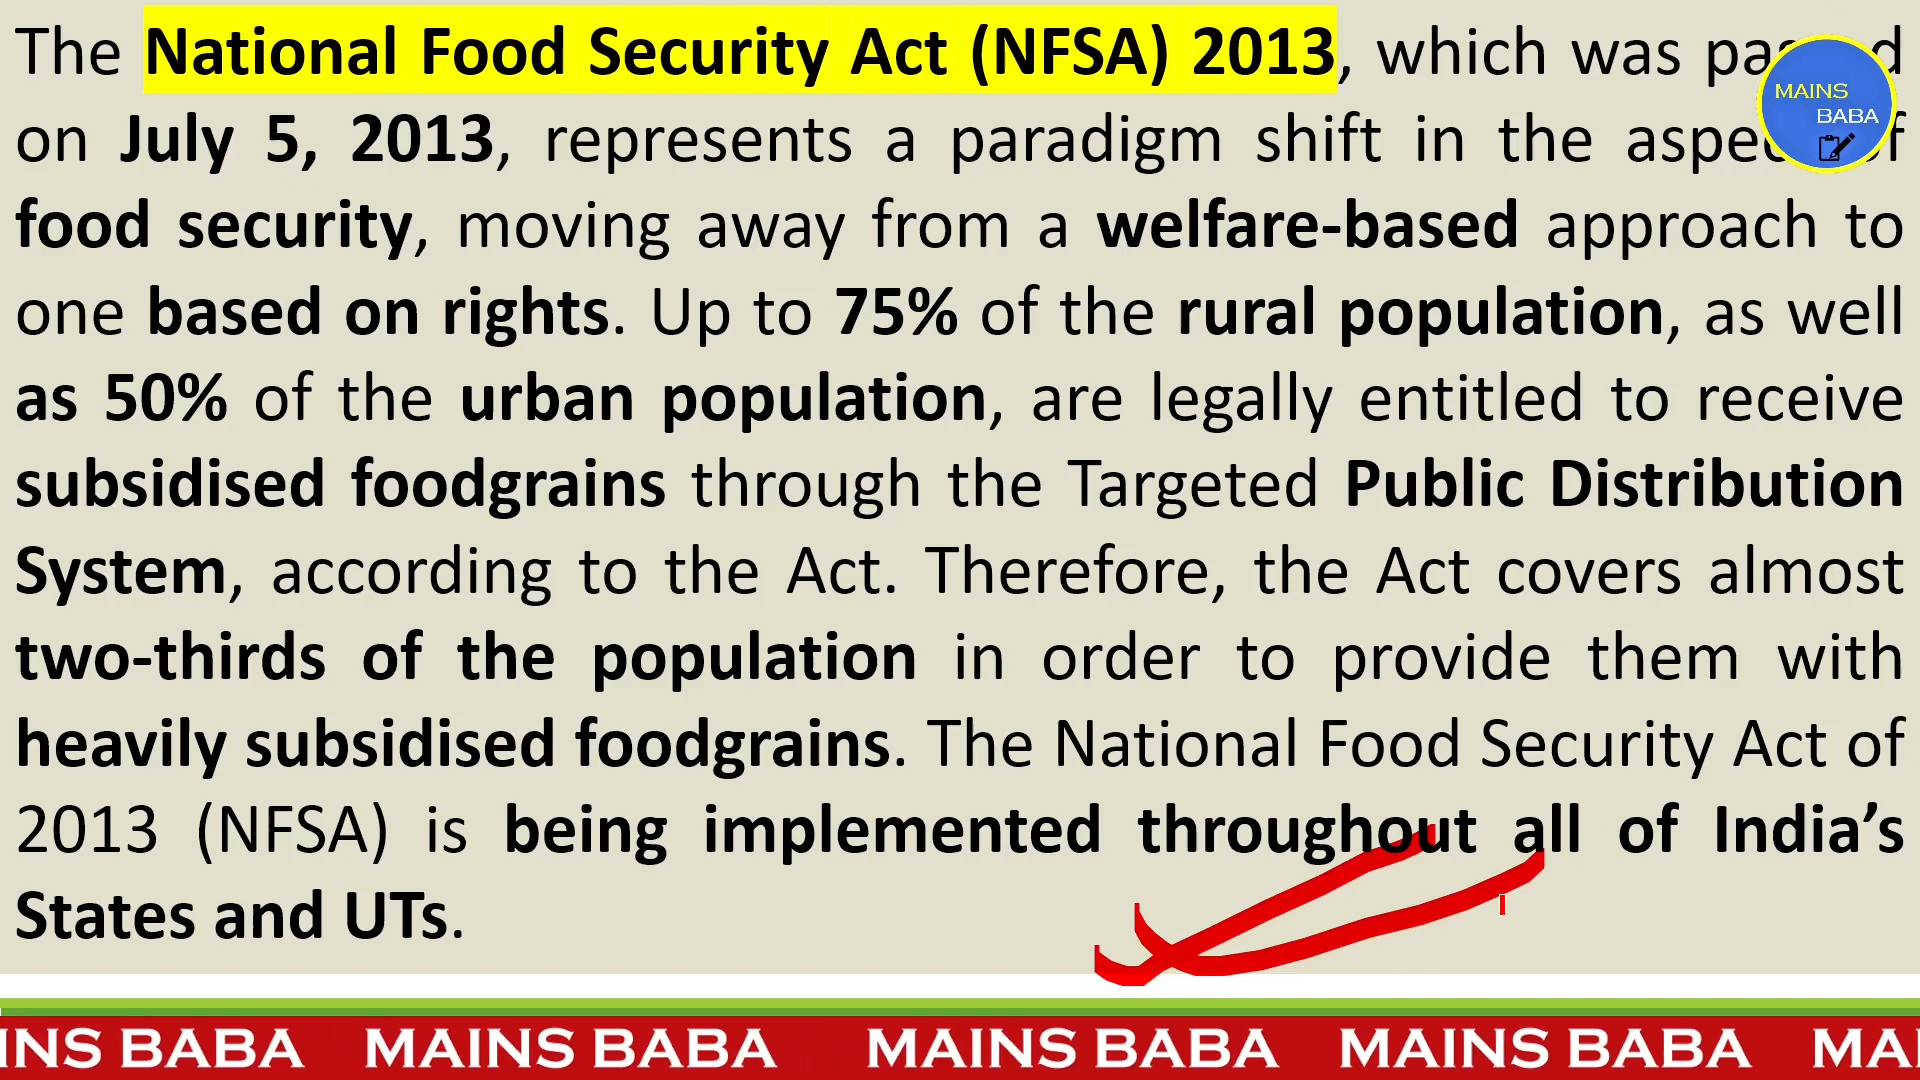 The National Food Security Act (NFSA) 2013, which was passed
on July 5, 2013, represents a paradigm shift in the aspect of
food security, moving away from a welfare-based approach to
one based on rights. Up to 75% of the rural population, as well
as 50% of the urban population, are legally entitled to receive
subsidised foodgrains through the Targeted Public Distribution
System, according to the Act. Therefore, the Act covers almost
two-thirds of the population in order to provide them with
heavily subsidised foodgrains. The National Food Security Act of
2013 (NFSA) is being implemented throughout all of India’s
States and UTs.
MAINS
BABA
INS BABA MAINS BABA MAINS BABA MAINS BABA MA